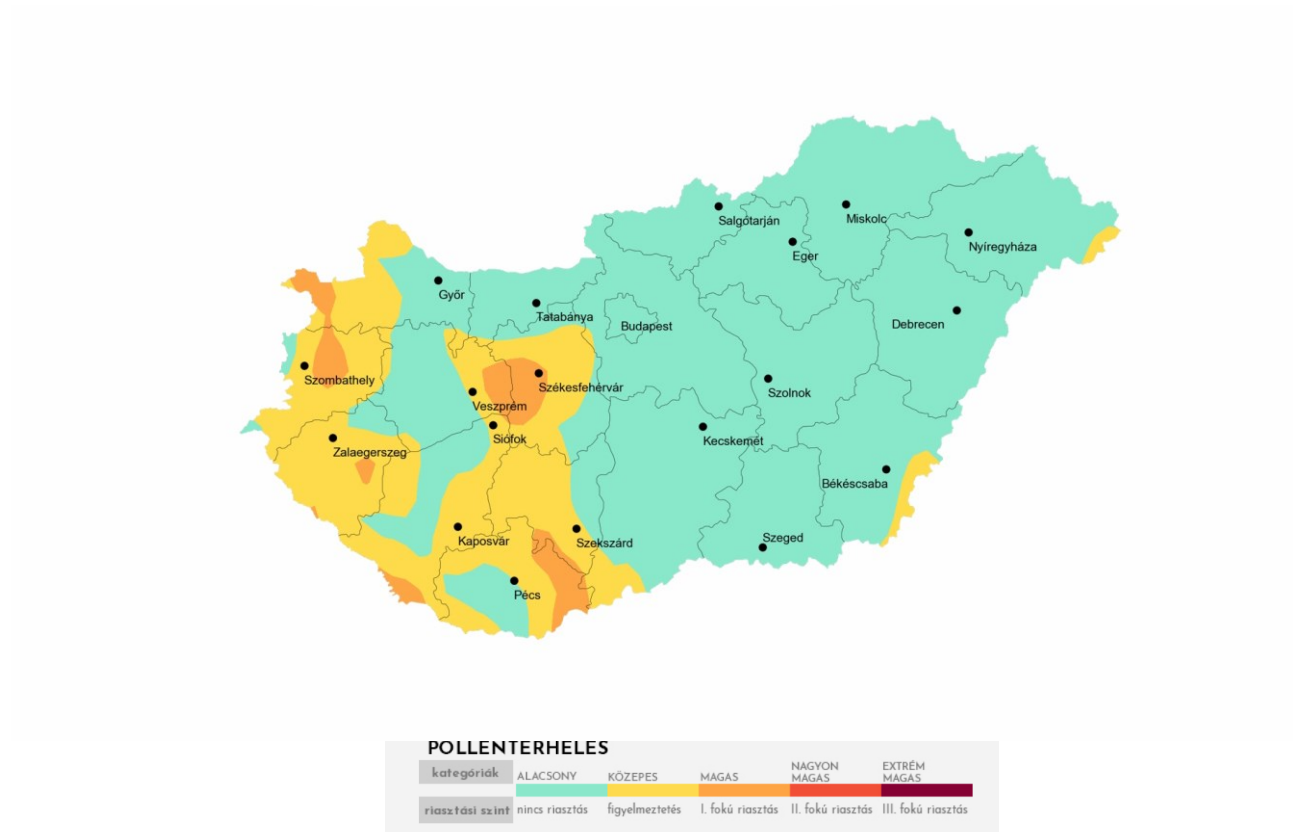 Salgótarján
Miskolc
Nyíregyháza
Eger
Győr
Tatabánya
Budapest
Debrecen
Szombathely
Székesfehérvár
Veszprém
Szolnok
Siófok
Zalaegerszeg
Kecskemét
Békéscsaba
Kaposvár
Szekszárd
Szeged
Pécs
POLLENTERHELÉS
kategóriák ALACSONY KÖZEPES MAGAS NAGYON MAGAS EXTRÉM MAGAS
riasztási szint nincs riasztás figyelmeztetés I. fokú riasztás II. fokú riasztás III. fokú riasztás